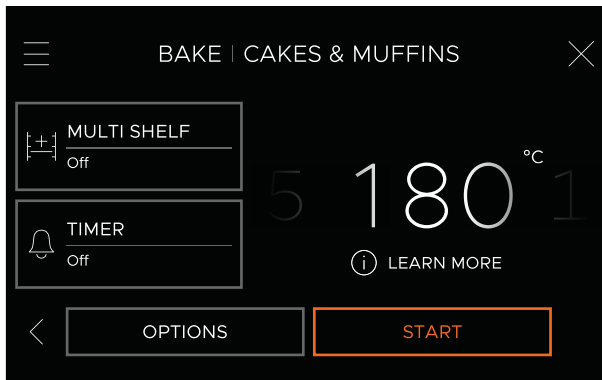 BAKE | CAKES & MUFFINS
MULTI SHELF
Off
5 180 °C 1
TIMER
Off
i LEARN MORE
OPTIONS
START